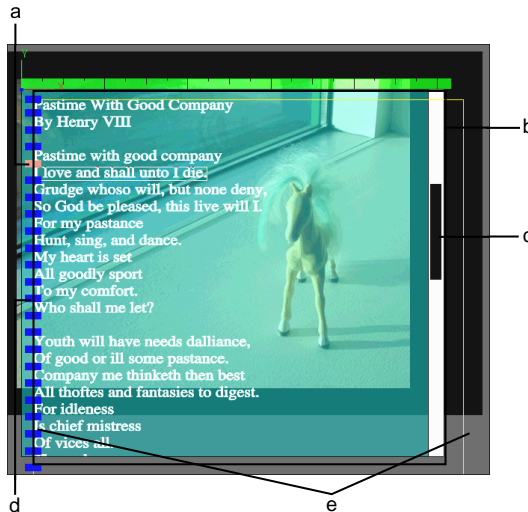 a
Y
Pastime With Good Company
By Henry VIII
b
Pastime with good company
I love and shall unto I die.
Grudge whoso will, but none deny,
So God be pleased, this live will I.
For my pastance
c
Hunt, sing, and dance.
My heart is set
All goodly sport
To my comfort.
Who shall me let?
Youth will have needs dalliance,
Of good or ill some pastance.
Company me thinketh then best
All thoftes and fantasies to digest.
For idleness
Is chief mistress
Of vices all.
d
e